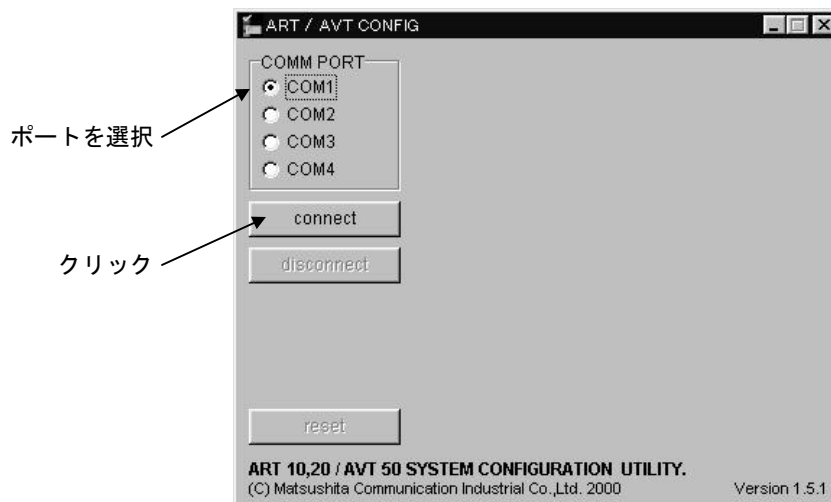 ART / AVT CONFIG
COMM PORT
COM1
ポートを選択
COM2
COM3
COM4
connect
クリック
disconnect
reset
ART 10,20 / AVT 50 SYSTEM CONFIGURATION UTILITY.
(C) Matsushita Communication Industrial Co.,Ltd. 2000
Version 1.5.1